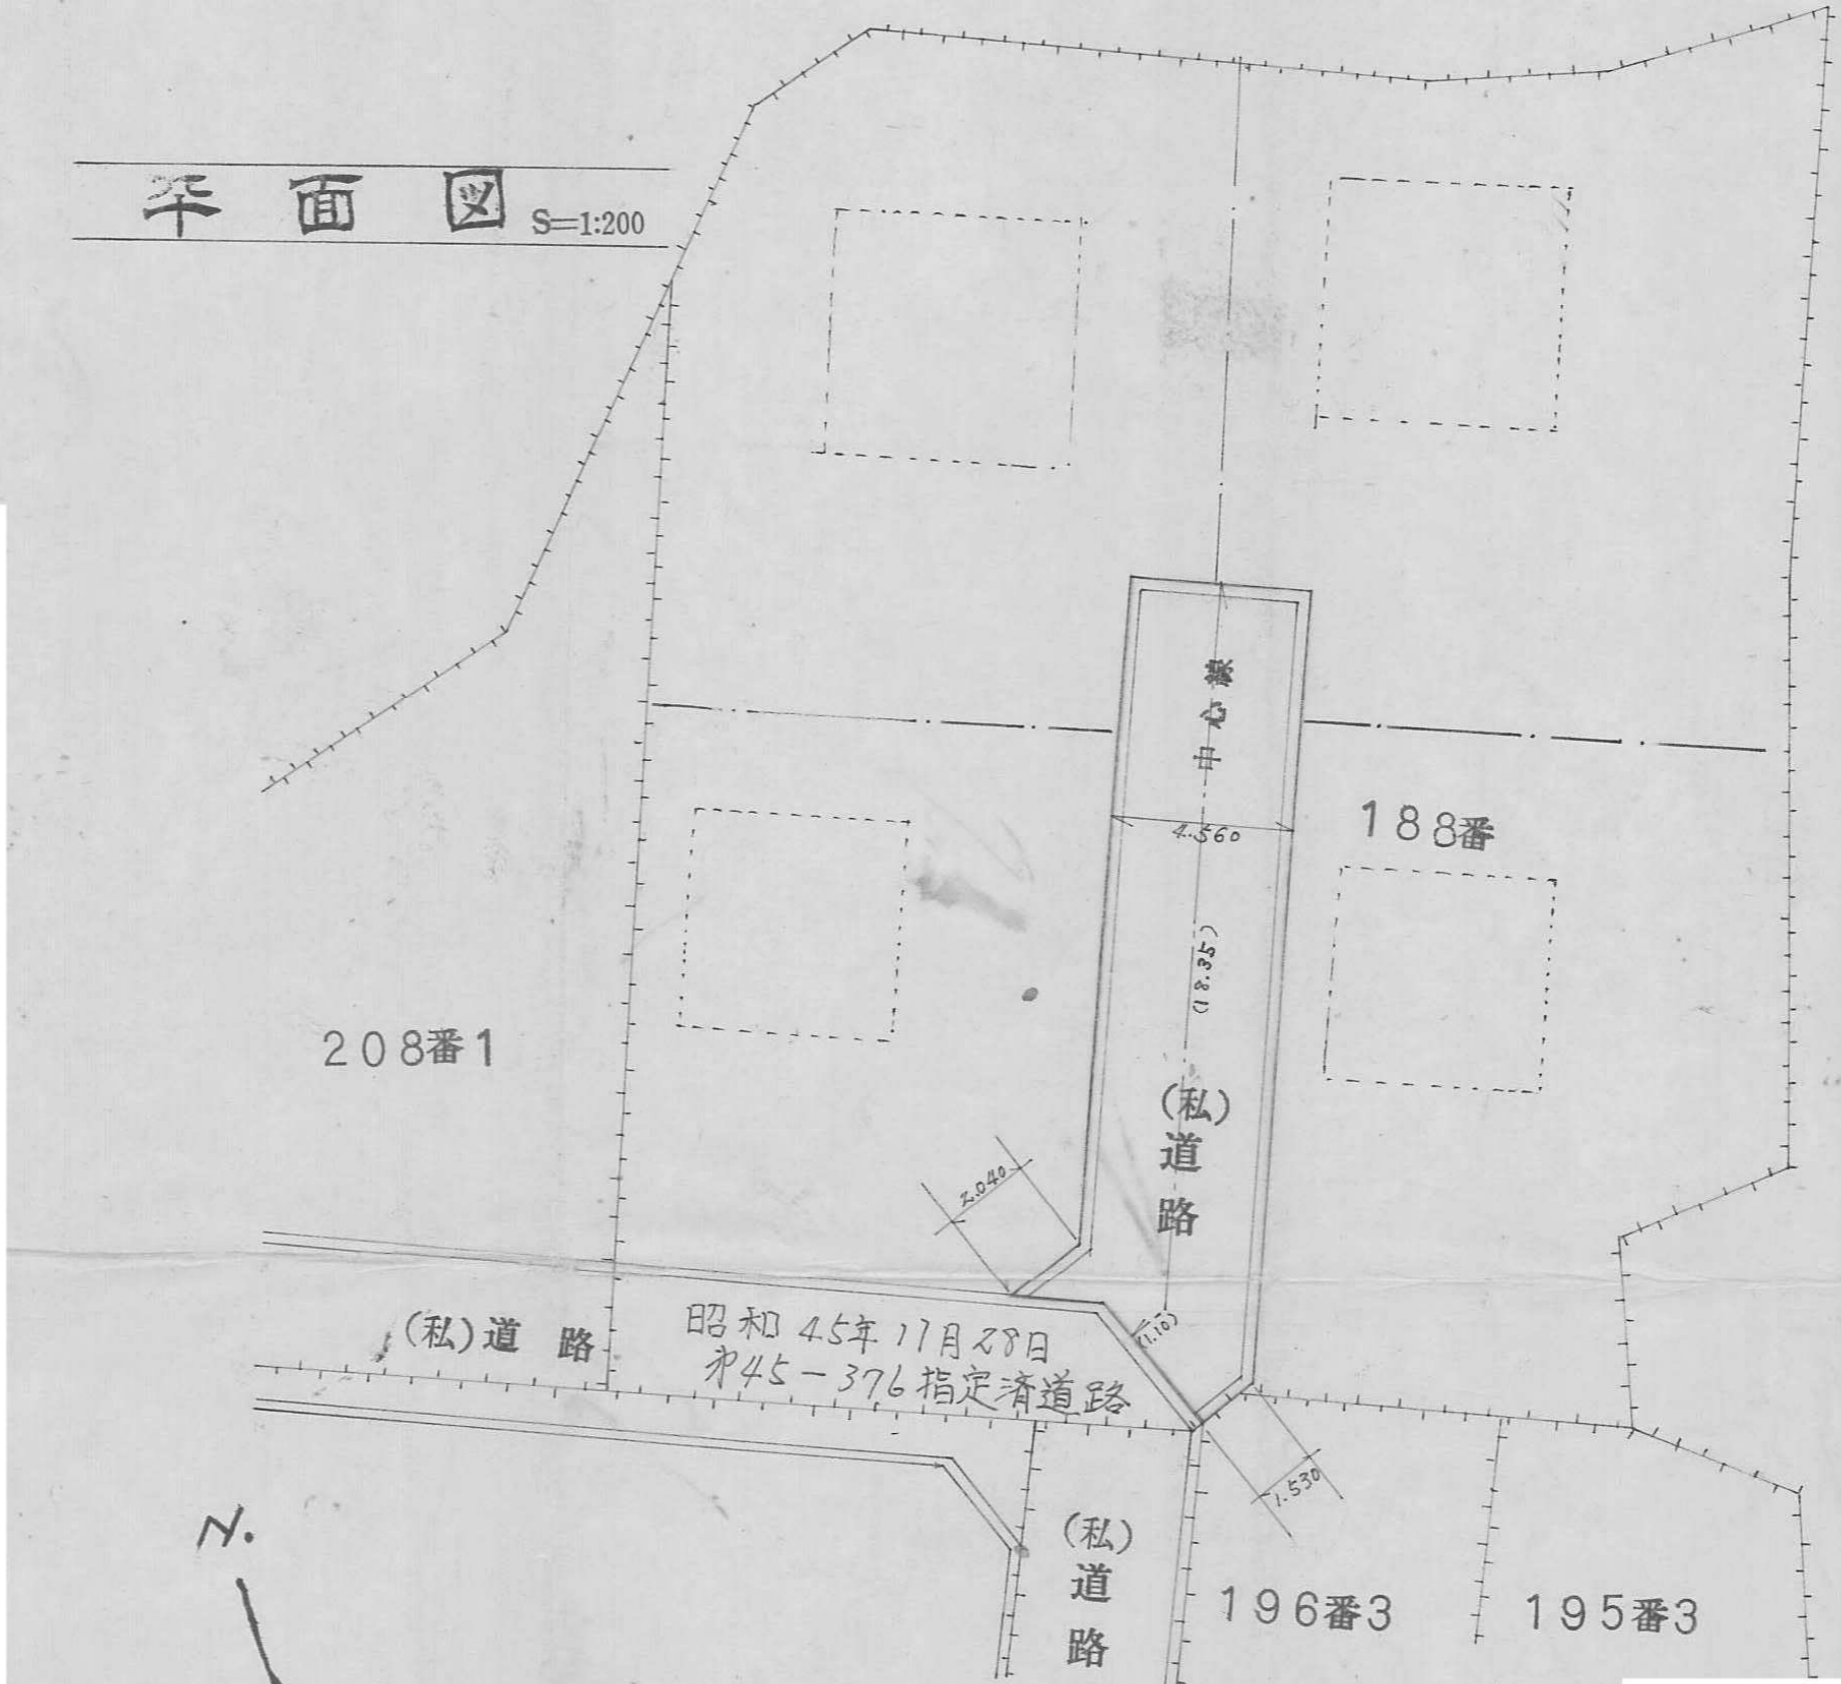 平面図 S=1:200
中心線
4.560
188番
(18.35)
208番1
(私)
道路
2.040
(私)道路
昭和45年11月28日
㐧45-376指定済道路
(1.10)
1.530
(私)
道路
196番3
195番3
N.